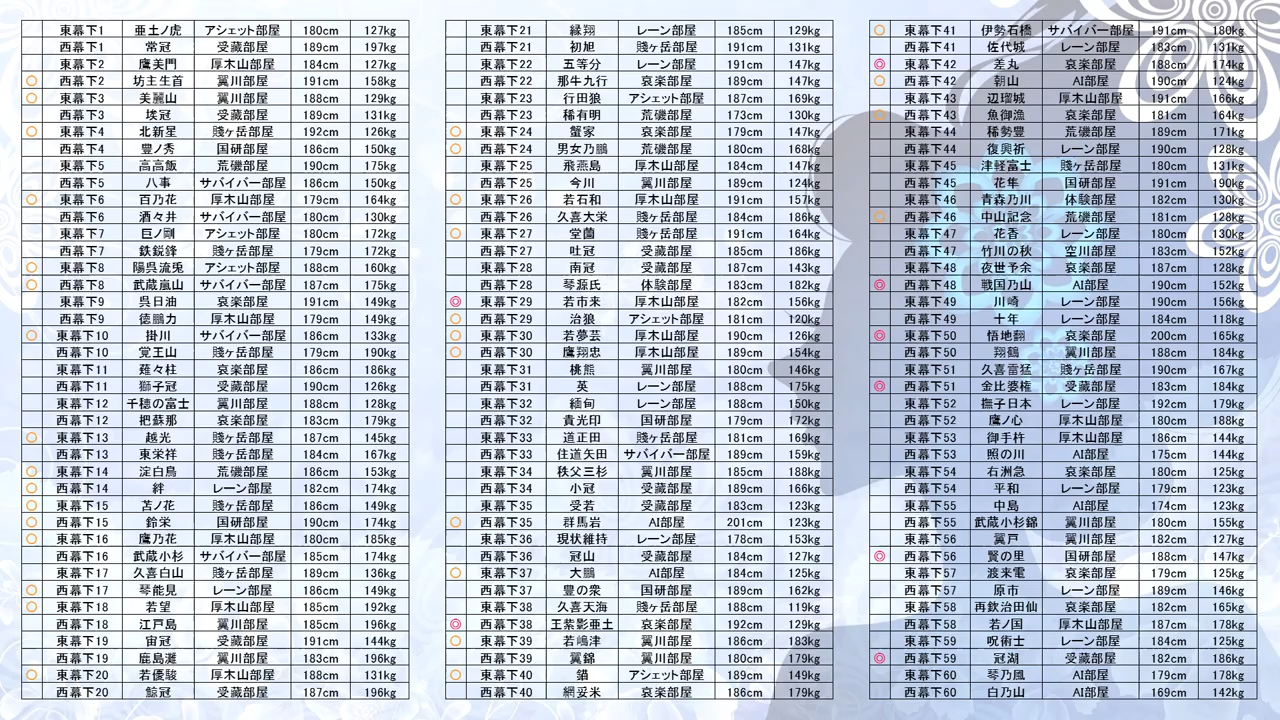 東幕下1 亜土ノ虎 アシェット部屋 180cm 127kg
西幕下1 常冠 受蔵部屋 189cm 197kg
東幕下2 鷹美門 厚木山部屋 184cm 127kg
○ 西幕下2 坊主生首 翼川部屋 191cm 158kg
○ 東幕下3 美麗山 翼川部屋 188cm 129kg
西幕下3 埃冠 受蔵部屋 189cm 131kg
○ 東幕下4 北新星 賤ヶ岳部屋 192cm 126kg
西幕下4 豊ノ秀 国研部屋 186cm 150kg
東幕下5 高高飯 荒磯部屋 190cm 175kg
西幕下5 八事 サバイバー部屋 186cm 150kg
○ 東幕下6 百乃花 厚木山部屋 179cm 164kg
西幕下6 酒々井 サバイバー部屋 180cm 130kg
○ 東幕下7 巨ノ剛 アシェット部屋 180cm 172kg
西幕下7 鉄鋭鋒 賤ヶ岳部屋 179cm 172kg
○ 東幕下8 陽呉流兎 アシェット部屋 188cm 160kg
○ 西幕下8 武蔵嵐山 サバイバー部屋 187cm 175kg
東幕下9 呉日油 哀楽部屋 191cm 149kg
西幕下9 徳鵬力 厚木山部屋 179cm 149kg
○ 東幕下10 掛川 サバイバー部屋 186cm 133kg
西幕下10 覚王山 賤ヶ岳部屋 179cm 190kg
東幕下11 薙々柱 哀楽部屋 186cm 186kg
西幕下11 獅子冠 受蔵部屋 190cm 126kg
東幕下12 千穂の富士 翼川部屋 188cm 128kg
西幕下12 把蘇那 哀楽部屋 183cm 179kg
○ 東幕下13 越光 賤ヶ岳部屋 187cm 145kg
西幕下13 東栄祥 賤ヶ岳部屋 184cm 167kg
○ 東幕下14 淀白鳥 荒磯部屋 186cm 153kg
○ 西幕下14 絆 レーン部屋 182cm 174kg
○ 東幕下15 苫ノ花 賤ヶ岳部屋 186cm 149kg
○ 西幕下15 鈴栄 国研部屋 190cm 174kg
○ 東幕下16 鷹乃花 厚木山部屋 180cm 185kg
西幕下16 武蔵小杉 サバイバー部屋 185cm 174kg
東幕下17 久喜白山 賤ヶ岳部屋 189cm 136kg
○ 西幕下17 琴能見 レーン部屋 186cm 149kg
○ 東幕下18 若望 厚木山部屋 185cm 192kg
西幕下18 江戸島 翼川部屋 185cm 196kg
東幕下19 宙冠 受蔵部屋 191cm 144kg
西幕下19 鹿島灘 翼川部屋 183cm 196kg
○ 東幕下20 若優駿 厚木山部屋 188cm 131kg
西幕下20 鯨冠 受蔵部屋 187cm 196kg
東幕下21 縁翔 レーン部屋 185cm 129kg
西幕下21 初旭 賤ヶ岳部屋 191cm 131kg
東幕下22 五等分 レーン部屋 191cm 147kg
西幕下22 那牛九行 哀楽部屋 189cm 147kg
東幕下23 行田狼 アシェット部屋 187cm 169kg
西幕下23 稀有明 荒磯部屋 173cm 130kg
○ 東幕下24 蟹家 哀楽部屋 179cm 147kg
○ 西幕下24 男女乃鵬 荒磯部屋 180cm 168kg
東幕下25 飛燕島 厚木山部屋 184cm 147kg
西幕下25 今川 翼川部屋 189cm 124kg
○ 東幕下26 若石和 厚木山部屋 191cm 157kg
西幕下26 久喜大栄 賤ヶ岳部屋 184cm 186kg
○ 東幕下27 堂薗 賤ヶ岳部屋 191cm 164kg
西幕下27 吐冠 受蔵部屋 185cm 186kg
東幕下28 南冠 受蔵部屋 187cm 143kg
西幕下28 琴源氏 体験部屋 183cm 182kg
◎ 東幕下29 若市来 厚木山部屋 182cm 156kg
○ 西幕下29 治狼 アシェット部屋 181cm 120kg
○ 東幕下30 若夢芸 厚木山部屋 190cm 126kg
○ 西幕下30 鷹翔忠 厚木山部屋 189cm 154kg
東幕下31 桃熊 翼川部屋 180cm 146kg
西幕下31 英 レーン部屋 188cm 175kg
東幕下32 緬甸 レーン部屋 188cm 150kg
西幕下32 貴光印 国研部屋 179cm 172kg
東幕下33 道正田 賤ヶ岳部屋 181cm 169kg
西幕下33 住道矢田 サバイバー部屋 189cm 159kg
東幕下34 秩父三杉 翼川部屋 185cm 188kg
西幕下34 小冠 受蔵部屋 189cm 166kg
東幕下35 受若 受蔵部屋 183cm 123kg
○ 西幕下35 群馬岩 AI部屋 201cm 123kg
東幕下36 現状維持 レーン部屋 178cm 153kg
西幕下36 冠山 受蔵部屋 184cm 127kg
○ 東幕下37 大鵬 AI部屋 184cm 125kg
西幕下37 豊の衆 国研部屋 189cm 162kg
東幕下38 久喜天海 賤ヶ岳部屋 188cm 119kg
◎ 西幕下38 王紫影亜土 哀楽部屋 192cm 129kg
○ 東幕下39 若嶋津 翼川部屋 186cm 183kg
西幕下39 翼錦 翼川部屋 180cm 179kg
○ 東幕下40 錨 アシェット部屋 189cm 149kg
西幕下40 網妥米 哀楽部屋 186cm 179kg
○ 東幕下41 伊勢石橋 サバイバー部屋 191cm 180kg
西幕下41 佐代城 レーン部屋 183cm 131kg
◎ 東幕下42 差丸 哀楽部屋 188cm 174kg
○ 西幕下42 朝山 AI部屋 190cm 124kg
東幕下43 辺瑠城 厚木山部屋 191cm 166kg
○ 西幕下43 魚御漁 哀楽部屋 181cm 164kg
東幕下44 稀勢豊 荒磯部屋 189cm 171kg
西幕下44 復興祈 レーン部屋 190cm 128kg
東幕下45 津軽富士 賤ヶ岳部屋 180cm 131kg
西幕下45 花隼 国研部屋 191cm 190kg
東幕下46 青森乃川 体験部屋 182cm 130kg
○ 西幕下46 中山記念 荒磯部屋 181cm 128kg
東幕下47 花香 レーン部屋 180cm 130kg
西幕下47 竹川の秋 空川部屋 183cm 152kg
東幕下48 夜世予余 哀楽部屋 187cm 128kg
◎ 西幕下48 戦国乃山 AI部屋 190cm 152kg
東幕下49 川崎 レーン部屋 190cm 156kg
西幕下49 十年 レーン部屋 184cm 118kg
◎ 東幕下50 悟地翻 哀楽部屋 200cm 165kg
西幕下50 翔鶴 翼川部屋 188cm 184kg
東幕下51 久喜雷猛 賤ヶ岳部屋 190cm 167kg
◎ 西幕下51 金比婆権 受蔵部屋 183cm 184kg
東幕下52 撫子日本 レーン部屋 192cm 179kg
西幕下52 鷹ノ心 厚木山部屋 180cm 188kg
東幕下53 御手杵 厚木山部屋 186cm 144kg
西幕下53 照の川 AI部屋 175cm 144kg
東幕下54 右洲急 哀楽部屋 180cm 125kg
西幕下54 平和 レーン部屋 179cm 123kg
東幕下55 中島 AI部屋 174cm 123kg
西幕下55 武蔵小杉錦 翼川部屋 180cm 155kg
東幕下56 翼戸 翼川部屋 182cm 127kg
◎ 西幕下56 賢の里 国研部屋 188cm 147kg
東幕下57 渡来電 哀楽部屋 179cm 125kg
西幕下57 原市 レーン部屋 189cm 146kg
東幕下58 再欽治田仙 哀楽部屋 182cm 165kg
西幕下58 若ノ国 厚木山部屋 187cm 178kg
東幕下59 呪術士 レーン部屋 184cm 125kg
◎ 西幕下59 冠湖 受蔵部屋 182cm 186kg
東幕下60 琴乃風 AI部屋 179cm 178kg
西幕下60 白乃山 AI部屋 169cm 142kg